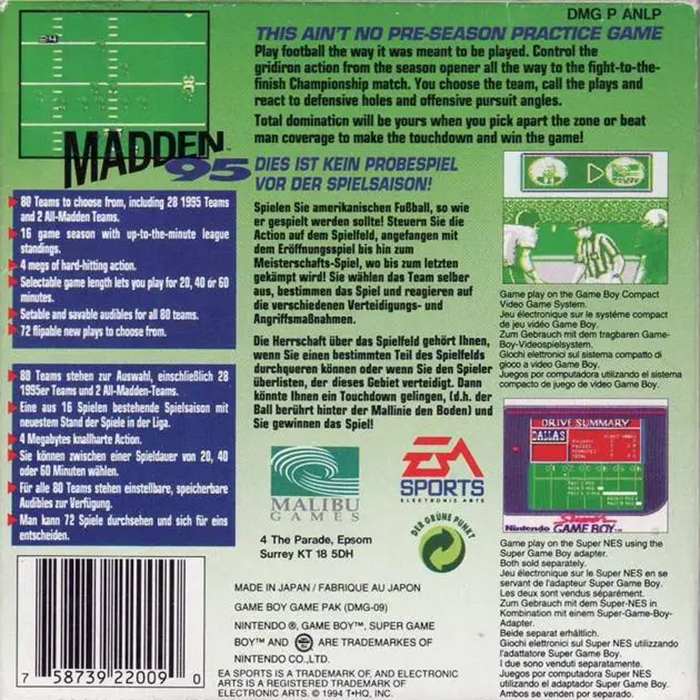 DMG P ANLP
THIS AIN'T NO PRE-SEASON PRACTICE GAME
Play football the way it was meant to be played. Control the
gridiron action from the season opener all the way to the fight-to-the-
finish Championship match. You choose the team, call the plays and
react to defensive holes and offensive pursuit angles.
Total domination will be yours when you pick apart the zone or beat
man coverage to make the touchdown and win the game!
24
MADDEN™
95
80 Teams to choose from, including 28 1995 Teams
and 2 All-Madden Teams.
16 game season with up-to-the-minute league
standings.
4 megs of hard-hitting action.
Selectable game length lets you play for 20, 40 or 60
minutes.
Setable and savable audibles for all 80 teams.
72 flipable new plays to choose from.
80 Teams stehen zur Auswahl, einschließlich 28
1995er Teams und 2 All-Madden-Teams.
Eine aus 16 Spielen bestehende Spielsaison mit
neuestem Stand der Spiele in der Liga.
4 Megabytes knallharte Action.
Sie können zwischen einer Spieldauer von 20, 40
oder 60 Minuten wählen.
Für alle 80 Teams stehen einstellbare, speicherbare
Audibles zur Verfügung.
Man kann 72 Spiele durchsehen und sich für eins
entscheiden.
DIES IST KEIN PROBESPIEL
VOR DER SPIELSAISON!
Spielen Sie amerikanischen Fußball, so wie
er gespielt werden sollte! Steuern Sie die
Action auf dem Spielfeld, angefangen mit
dem Eröffnungsspiel bis hin zum
Meisterschafts-Spiel, wo bis zum letzten
gekämpft wird! Sie wählen das Team selber
aus, bestimmen das Spiel und reagieren auf
die verschiedenen Verteidigungs- und
Angriffsmaßnahmen.
Die Herrschaft über das Spielfeld gehört Ihnen,
wenn Sie einen bestimmten Teil des Spielfelds
durchqueren können oder wenn Sie den Spieler
überlisten, der dieses Gebiet verteidigt. Dann
könnte Ihnen ein Touchdown gelingen, (d.h. der
Ball berührt hinter der Mallinie den Boden) und
Sie gewinnen das Spiel!
Game play on the Game Boy Compact
Video Game System.
Jeu électronique sur le système compact
de jeu vidéo Game Boy.
Zum Gebrauch mit dem tragbaren Game-
Boy-Videospielsystem.
Giochi elettronici sul sistema compatto di
gioco a video Game Boy.
Juegos por computadora utilizando el sistema
compacto de juego de vídeo Game Boy.
DRIVE SUMMARY
DALLAS
Super
Nintendo GAME BOY™
Game play on the Super NES using the
Super Game Boy adapter.
Both sold separately.
Jeu électronique sur le Super NES en se
servant de l'adapteur Super Game Boy.
Les deux sont vendus séparément.
Zum Gebrauch mit dem Super-NES in
Kombination mit einem Super-Game-Boy-
Adapter.
Beide separat erhältlich.
Giochi elettronici sul Super NES utilizzando
l'adattatore Super Game Boy.
I due sono venduti separatamente.
Juegos por computadora Super NES
utilizando el adaptador Super Game Boy.
Ambos se venden por se
MALIBU
GAMES
EA
SPORTS
ELECTRONIC ARTS
4 The Parade, Epsom
Surrey KT 18 5DH
DER GRÜNE PUNKT
MADE IN JAPAN / FABRIQUE AU JAPON
GAME BOY GAME PAK (DMG-09)
NINTENDO ®, GAME BOY™, SUPER GAME
BOY™ AND ARE TRADEMARKES OF
NINTENDO CO.,LTD.
EA SPORTS IS A TRADEMARK, AND ELECTRONIC
ARTS IS A REGISTERED TRADEMARK OF
ELECTRONIC ARTS. © 1994 T•HQ, INC.
7 58739 22009 0